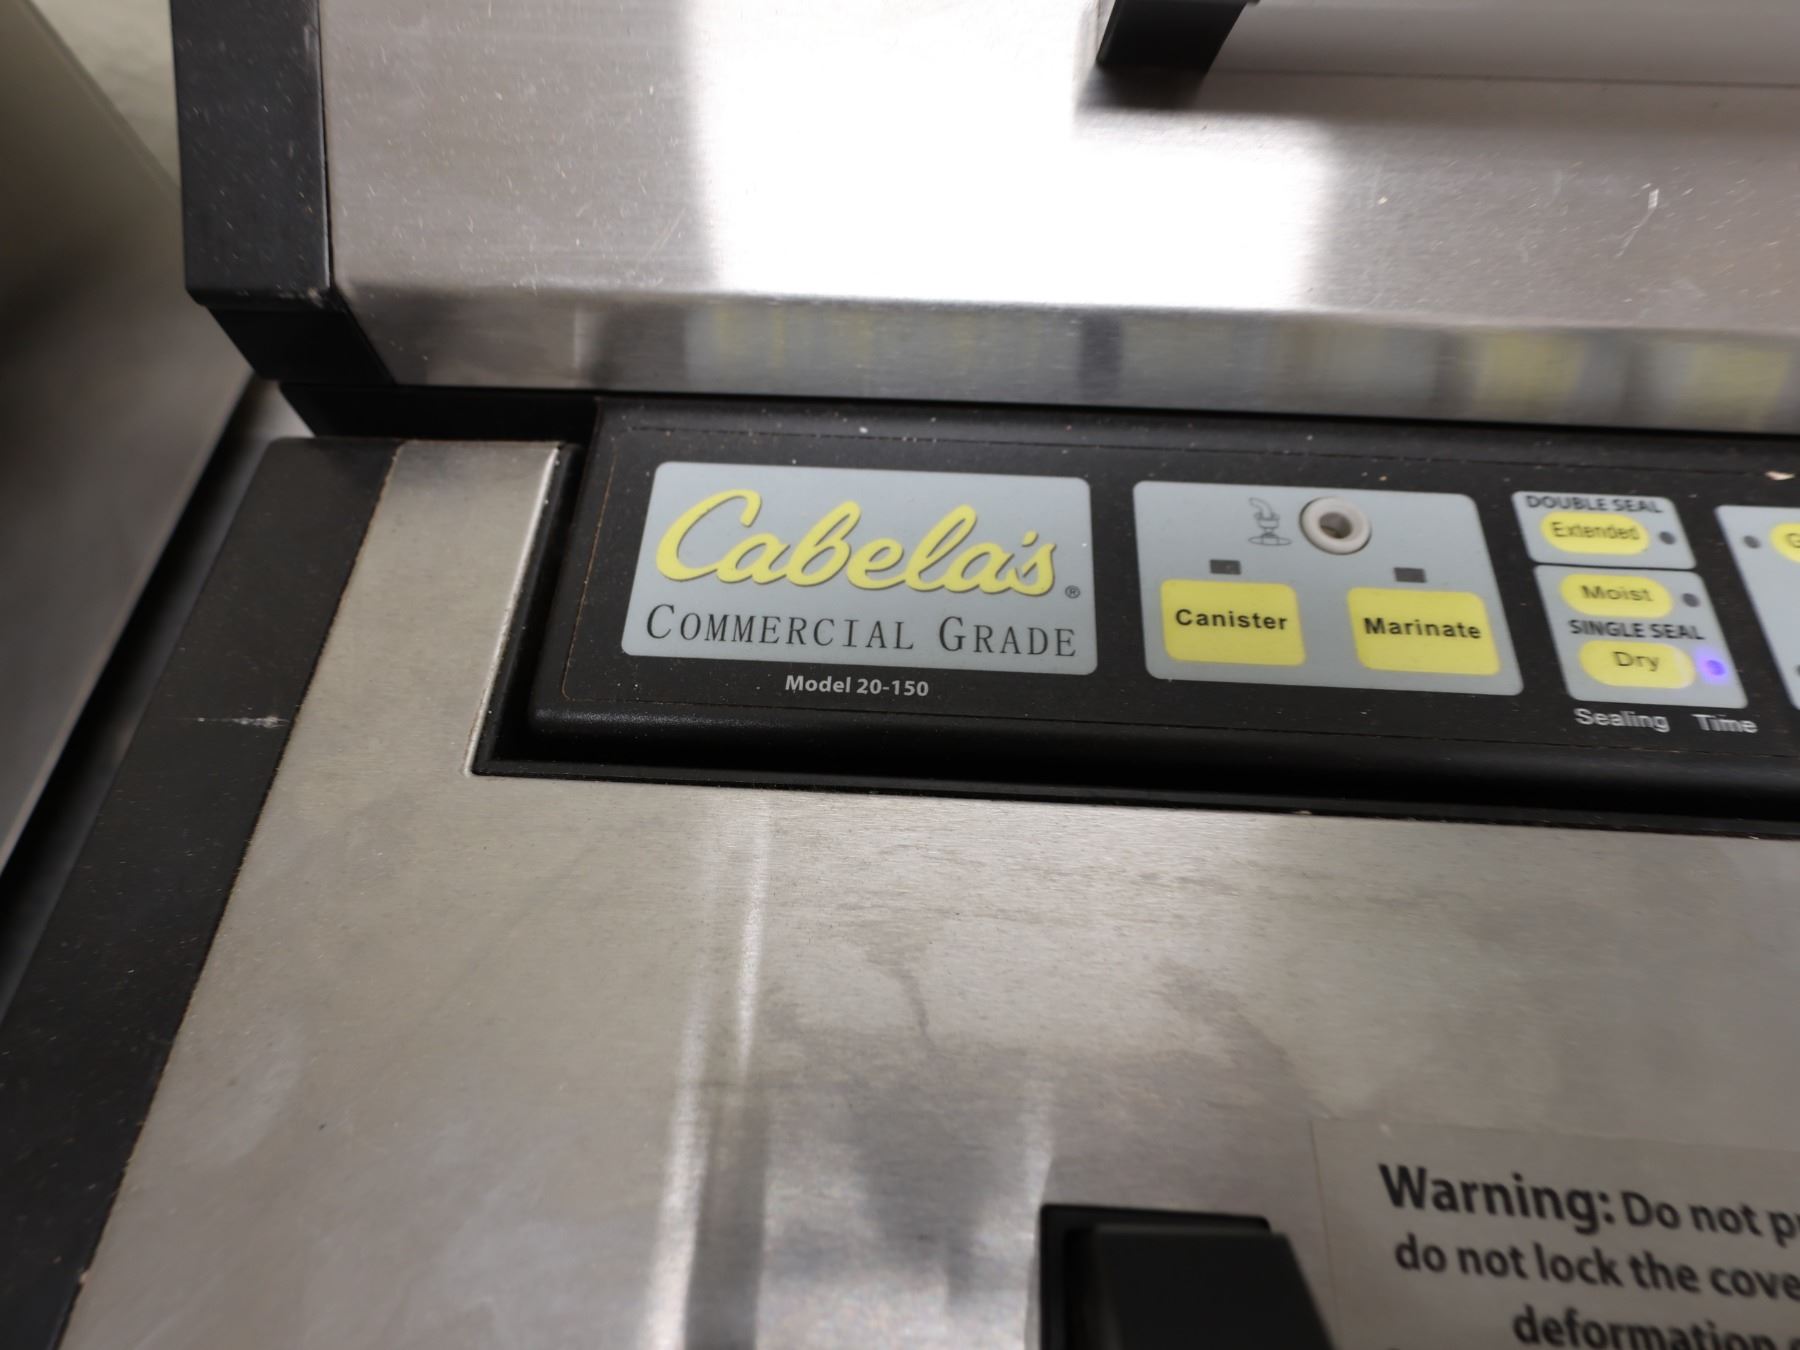 Cabela's®
COMMERCIAL GRADE
Model 20-150
Canister
Marinate
DOUBLE SEAL
Extended
Moist
SINGLE SEAL
Dry
Sealing Time
Warning: Do not
do not lock the
deformation